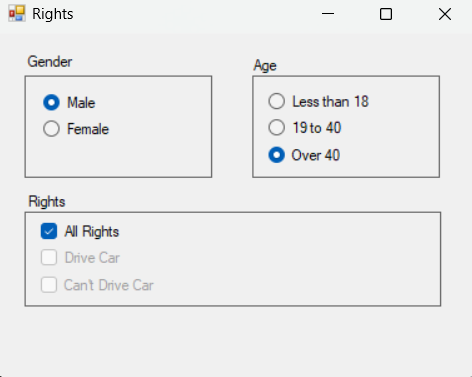 Rights
Gender
Male
Female
Age
Less than 18
19 to 40
Over 40
Rights
All Rights
Drive Car
Can't Drive Car